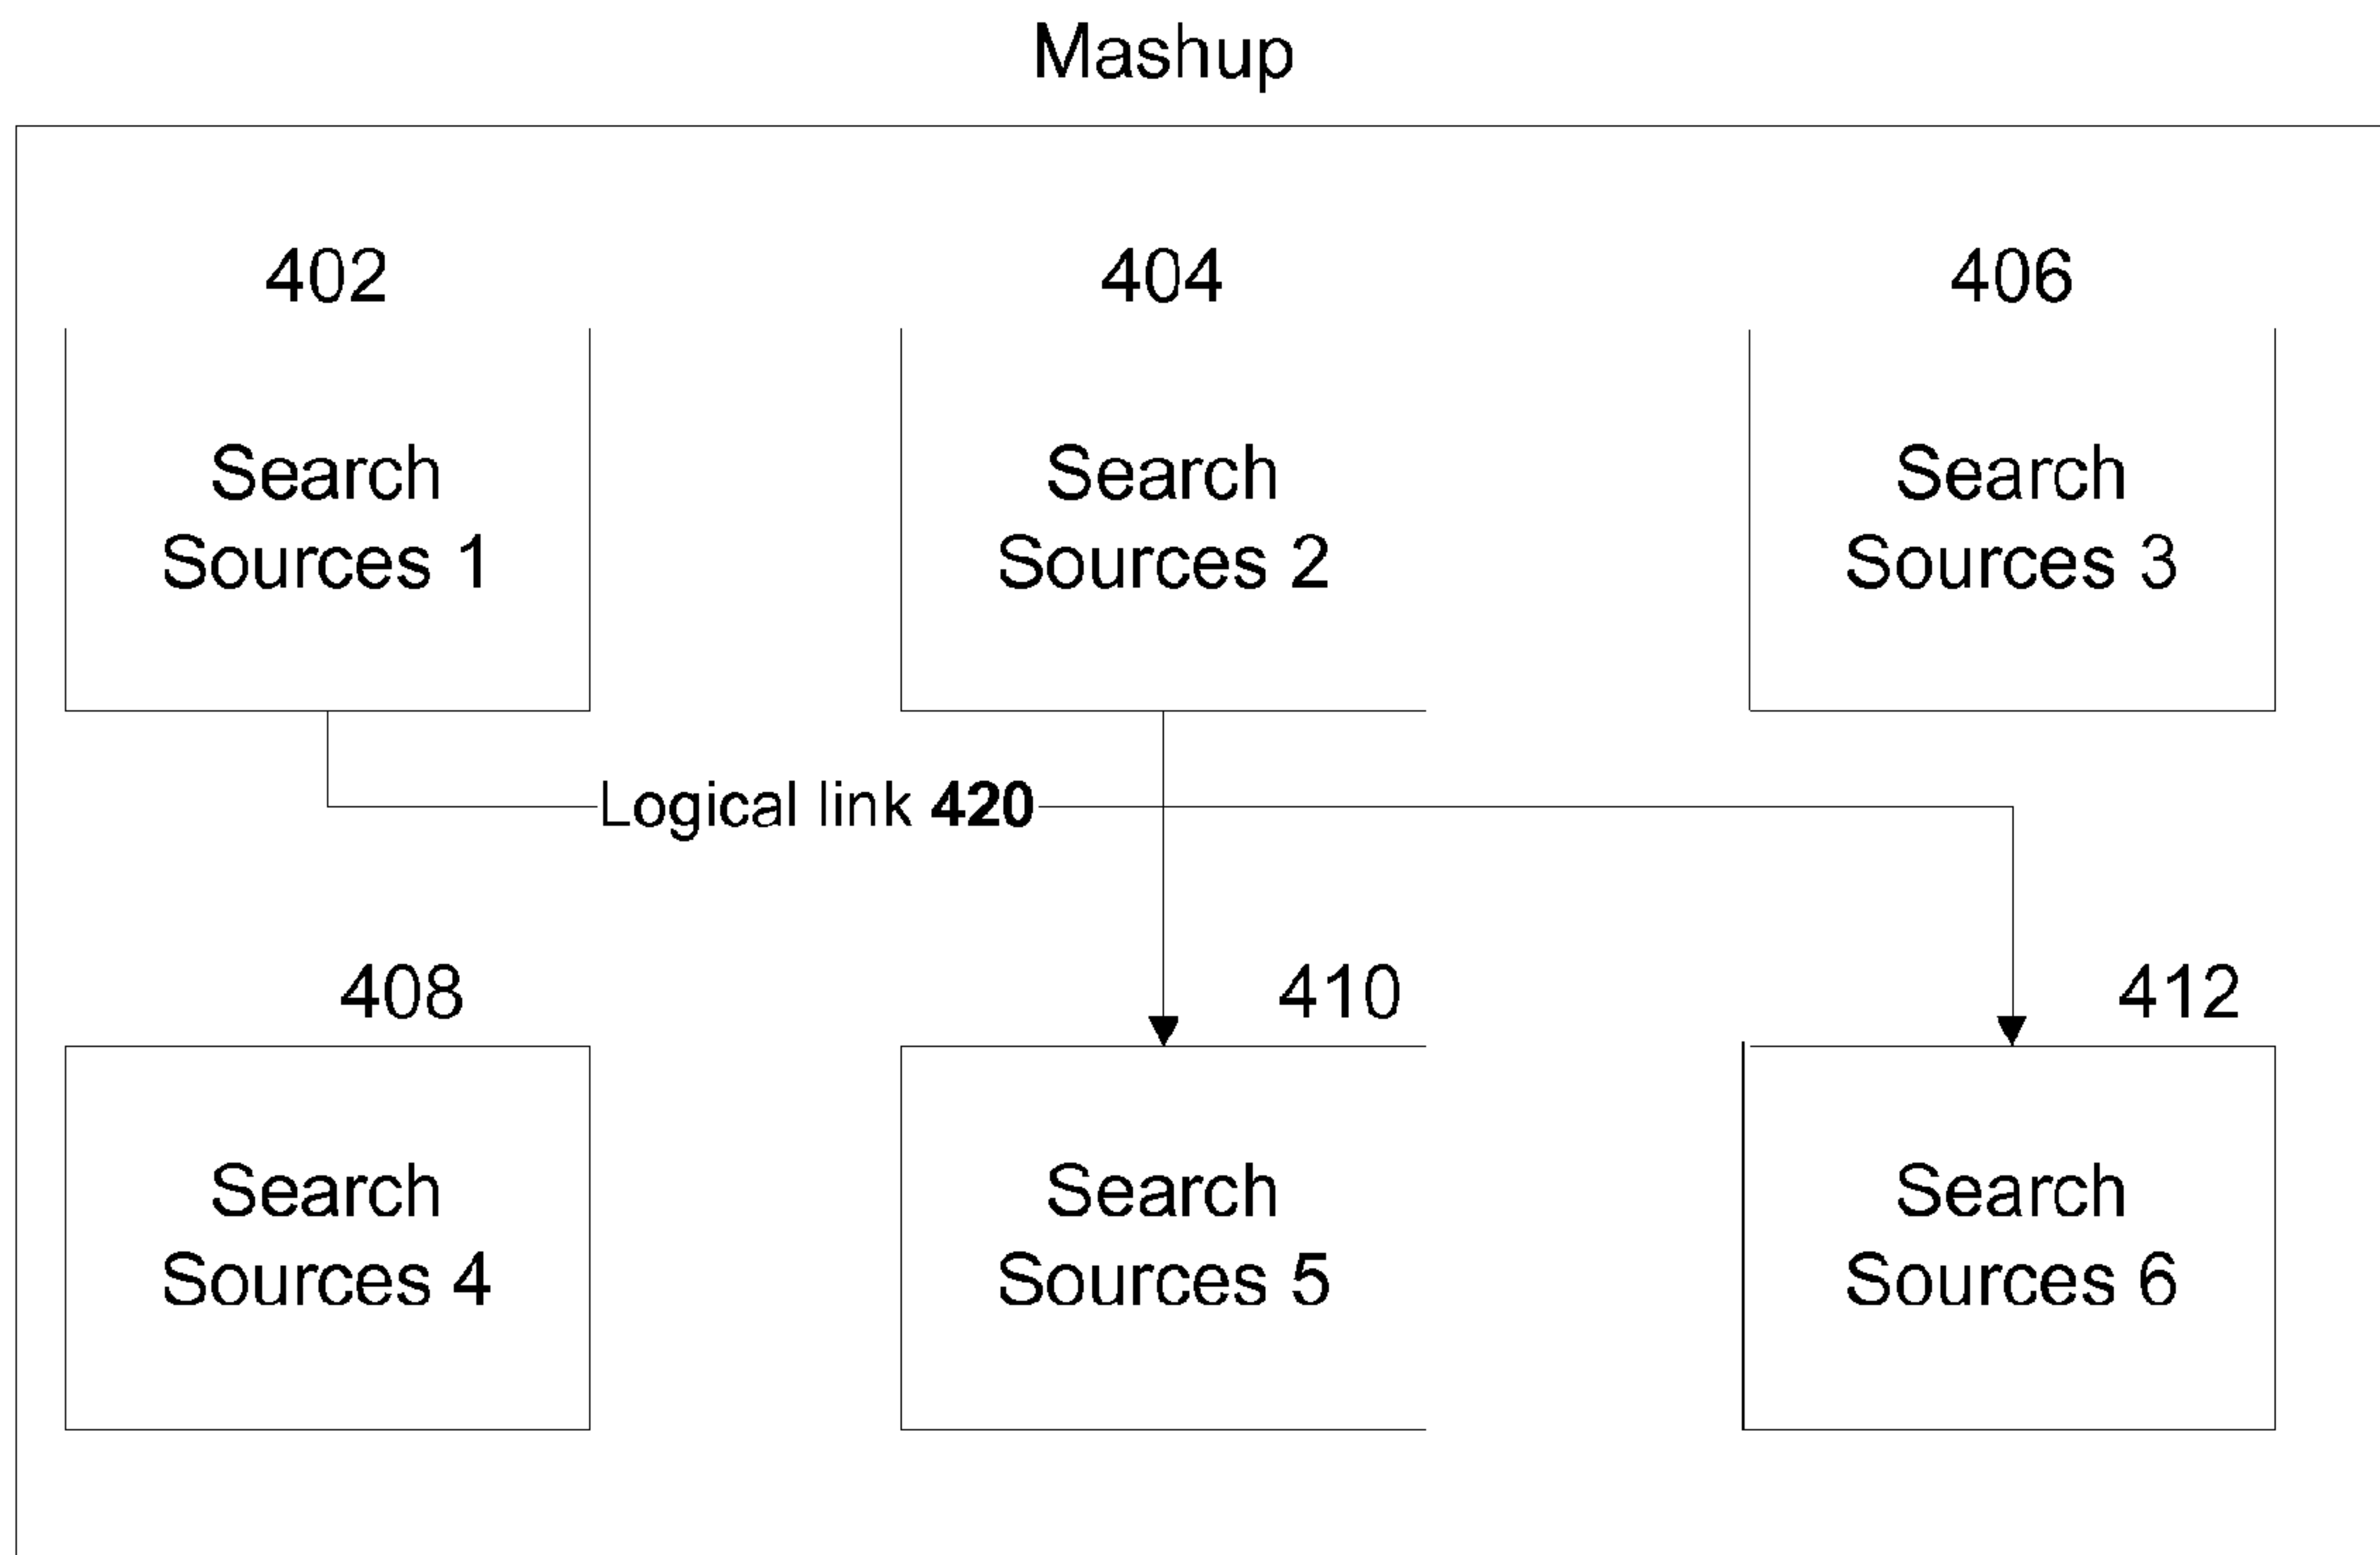 Mashup
402
404
406
Search
Sources 1
Search
Sources 2
Search
Sources 3
Logical link 420
408
410
412
Search
Sources 4
Search
Sources 5
Search
Sources 6